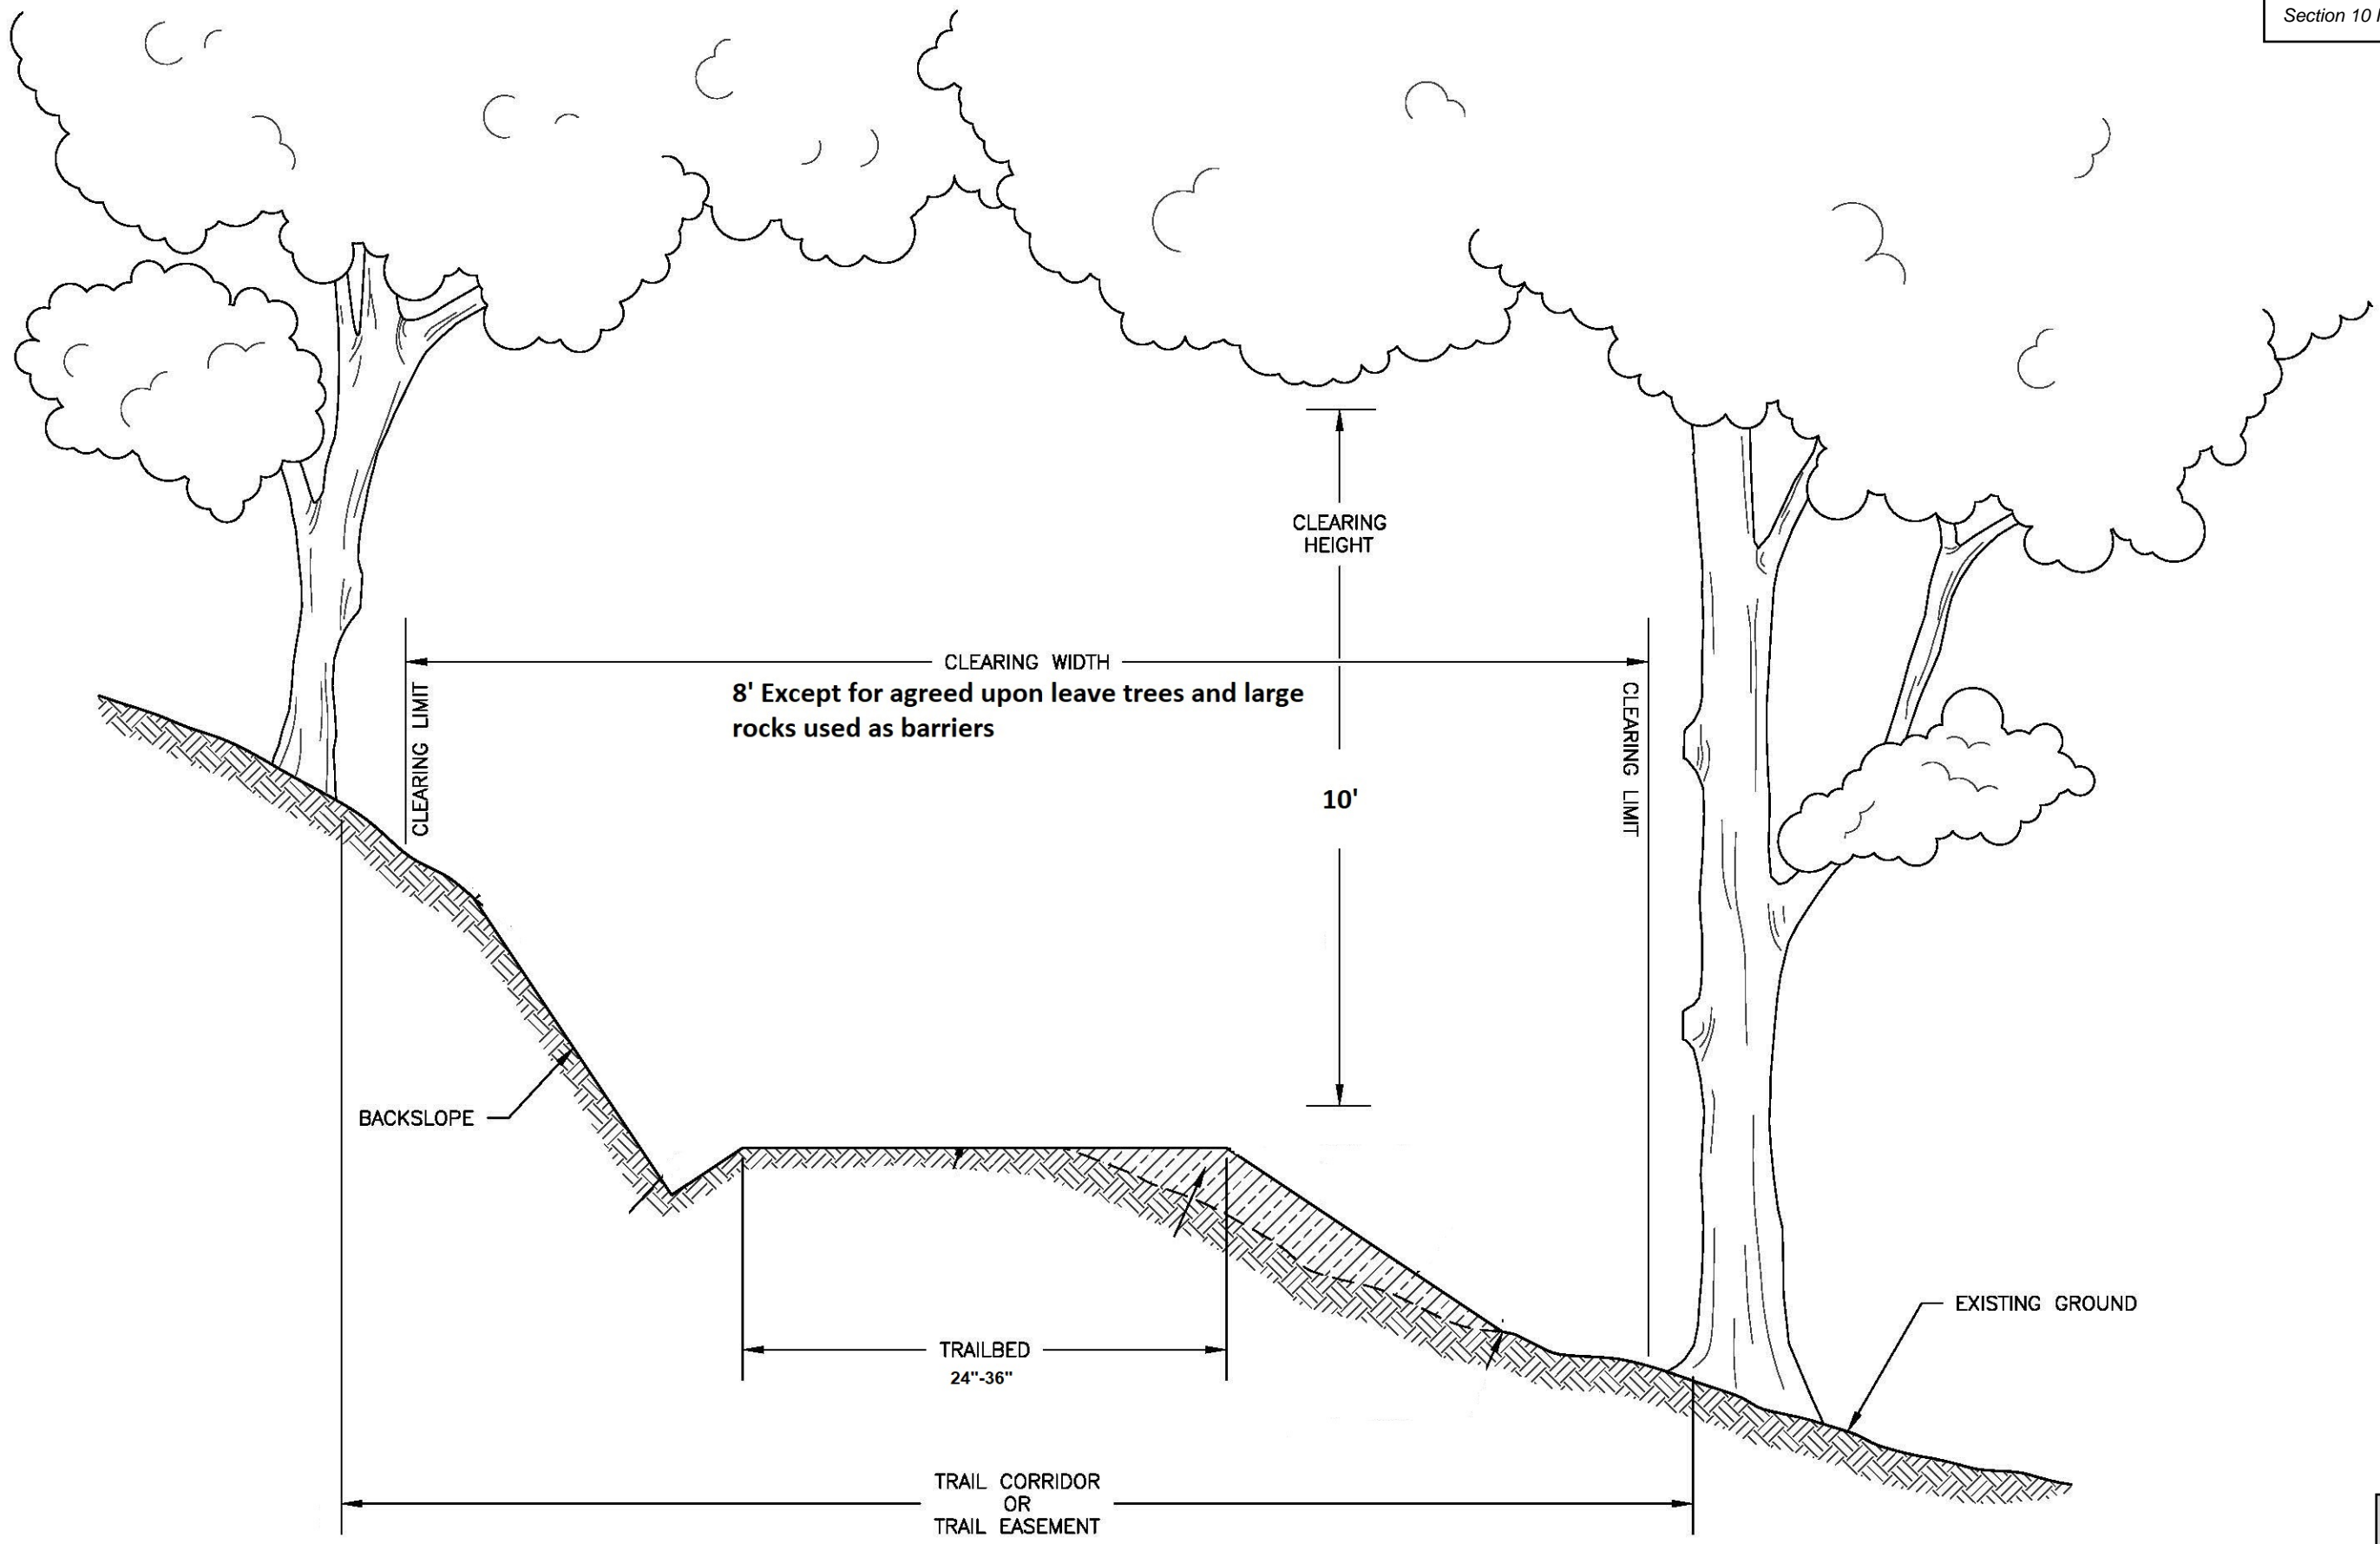 Section 10
CLEARING
HEIGHT
CLEARING WIDTH
8' Except for agreed upon leave trees and large
rocks used as barriers
CLEARING LIMIT
CLEARING LIMIT
10'
BACKSLOPE
TRAILBED
24"-36"
EXISTING GROUND
TRAIL CORRIDOR
OR
TRAIL EASEMENT